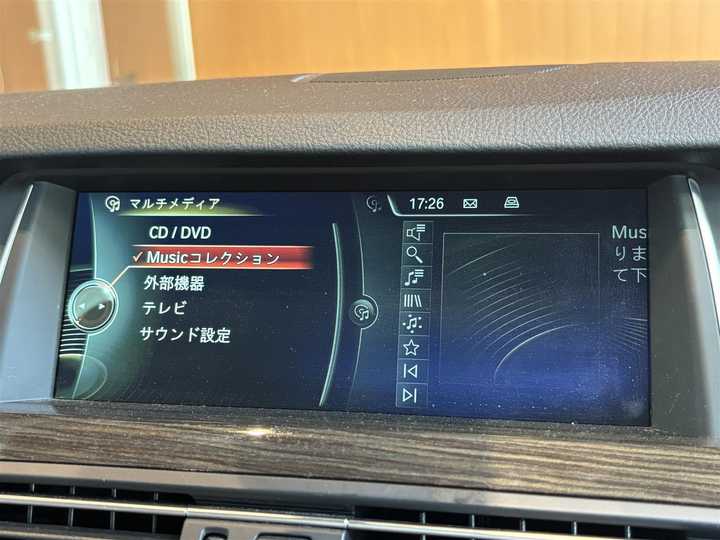 マルチメディア
17:26
CD / DVD
✓ Musicコレクション
外部機器
テレビ
サウンド設定
Mus
りま
て下